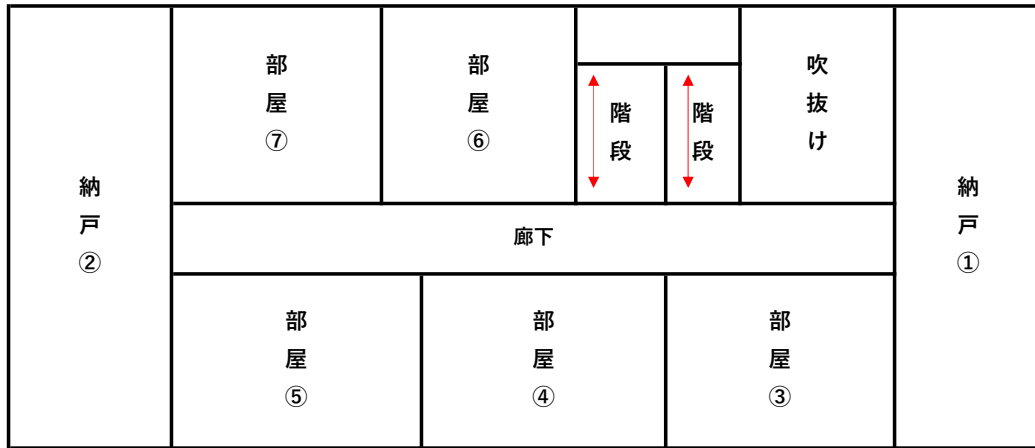 部屋⑦
部屋⑥
階段
階段
吹抜け
納戸②
廊下
納戸①
部屋⑤
部屋④
部屋③